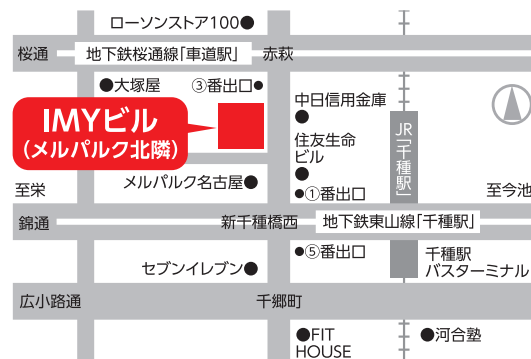 ローソンストア100
桜通
地下鉄桜通線「車道駅」
赤萩
大塚屋
③番出口
中日信用金庫
IMYビル
(メルパルク北隣)
住友生命
ビル
JR「千種駅」
メルパルク名古屋
①番出口
至栄
至今池
錦通
新千種橋西
地下鉄東山線「千種駅」
⑤番出口
千種駅
バスターミナル
セブンイレブン
広小路通
千郷町
FIT
HOUSE
河合塾